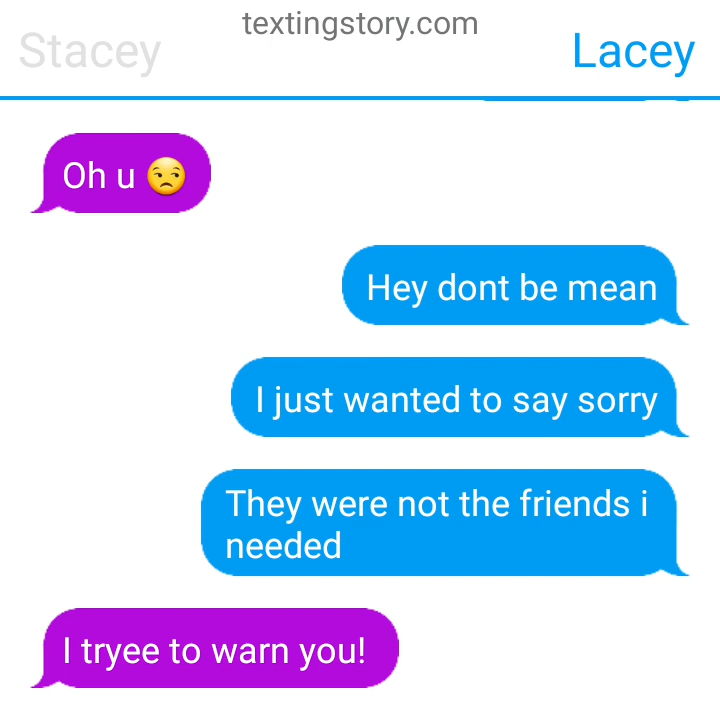 textingstory.com
Stacey
Lacey
Oh u 😒
Hey dont be mean
I just wanted to say sorry
They were not the friends i
needed
I tryee to warn you!